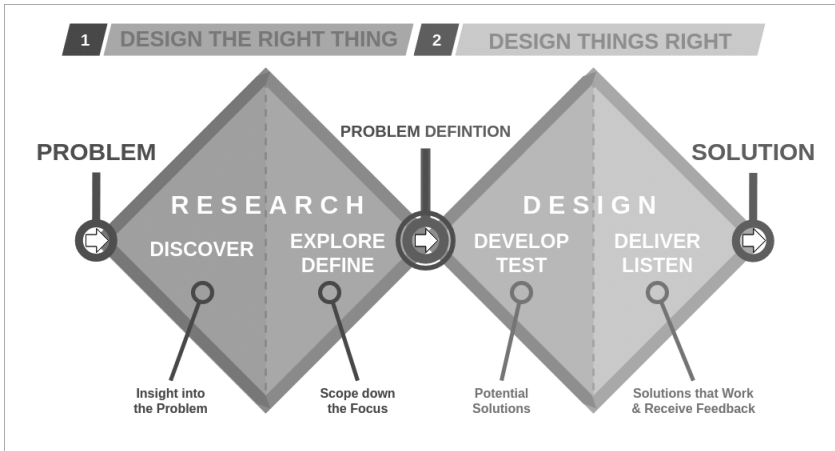 1 DESIGN THE RIGHT THING
2 DESIGN THINGS RIGHT
PROBLEM
PROBLEM DEFINTION
SOLUTION
RESEARCH
DESIGN
DISCOVER
EXPLORE
DEFINE
DEVELOP
TEST
DELIVER
LISTEN
Insight into
the Problem
Scope down
the Focus
Potential
Solutions
Solutions that Work
& Receive Feedback